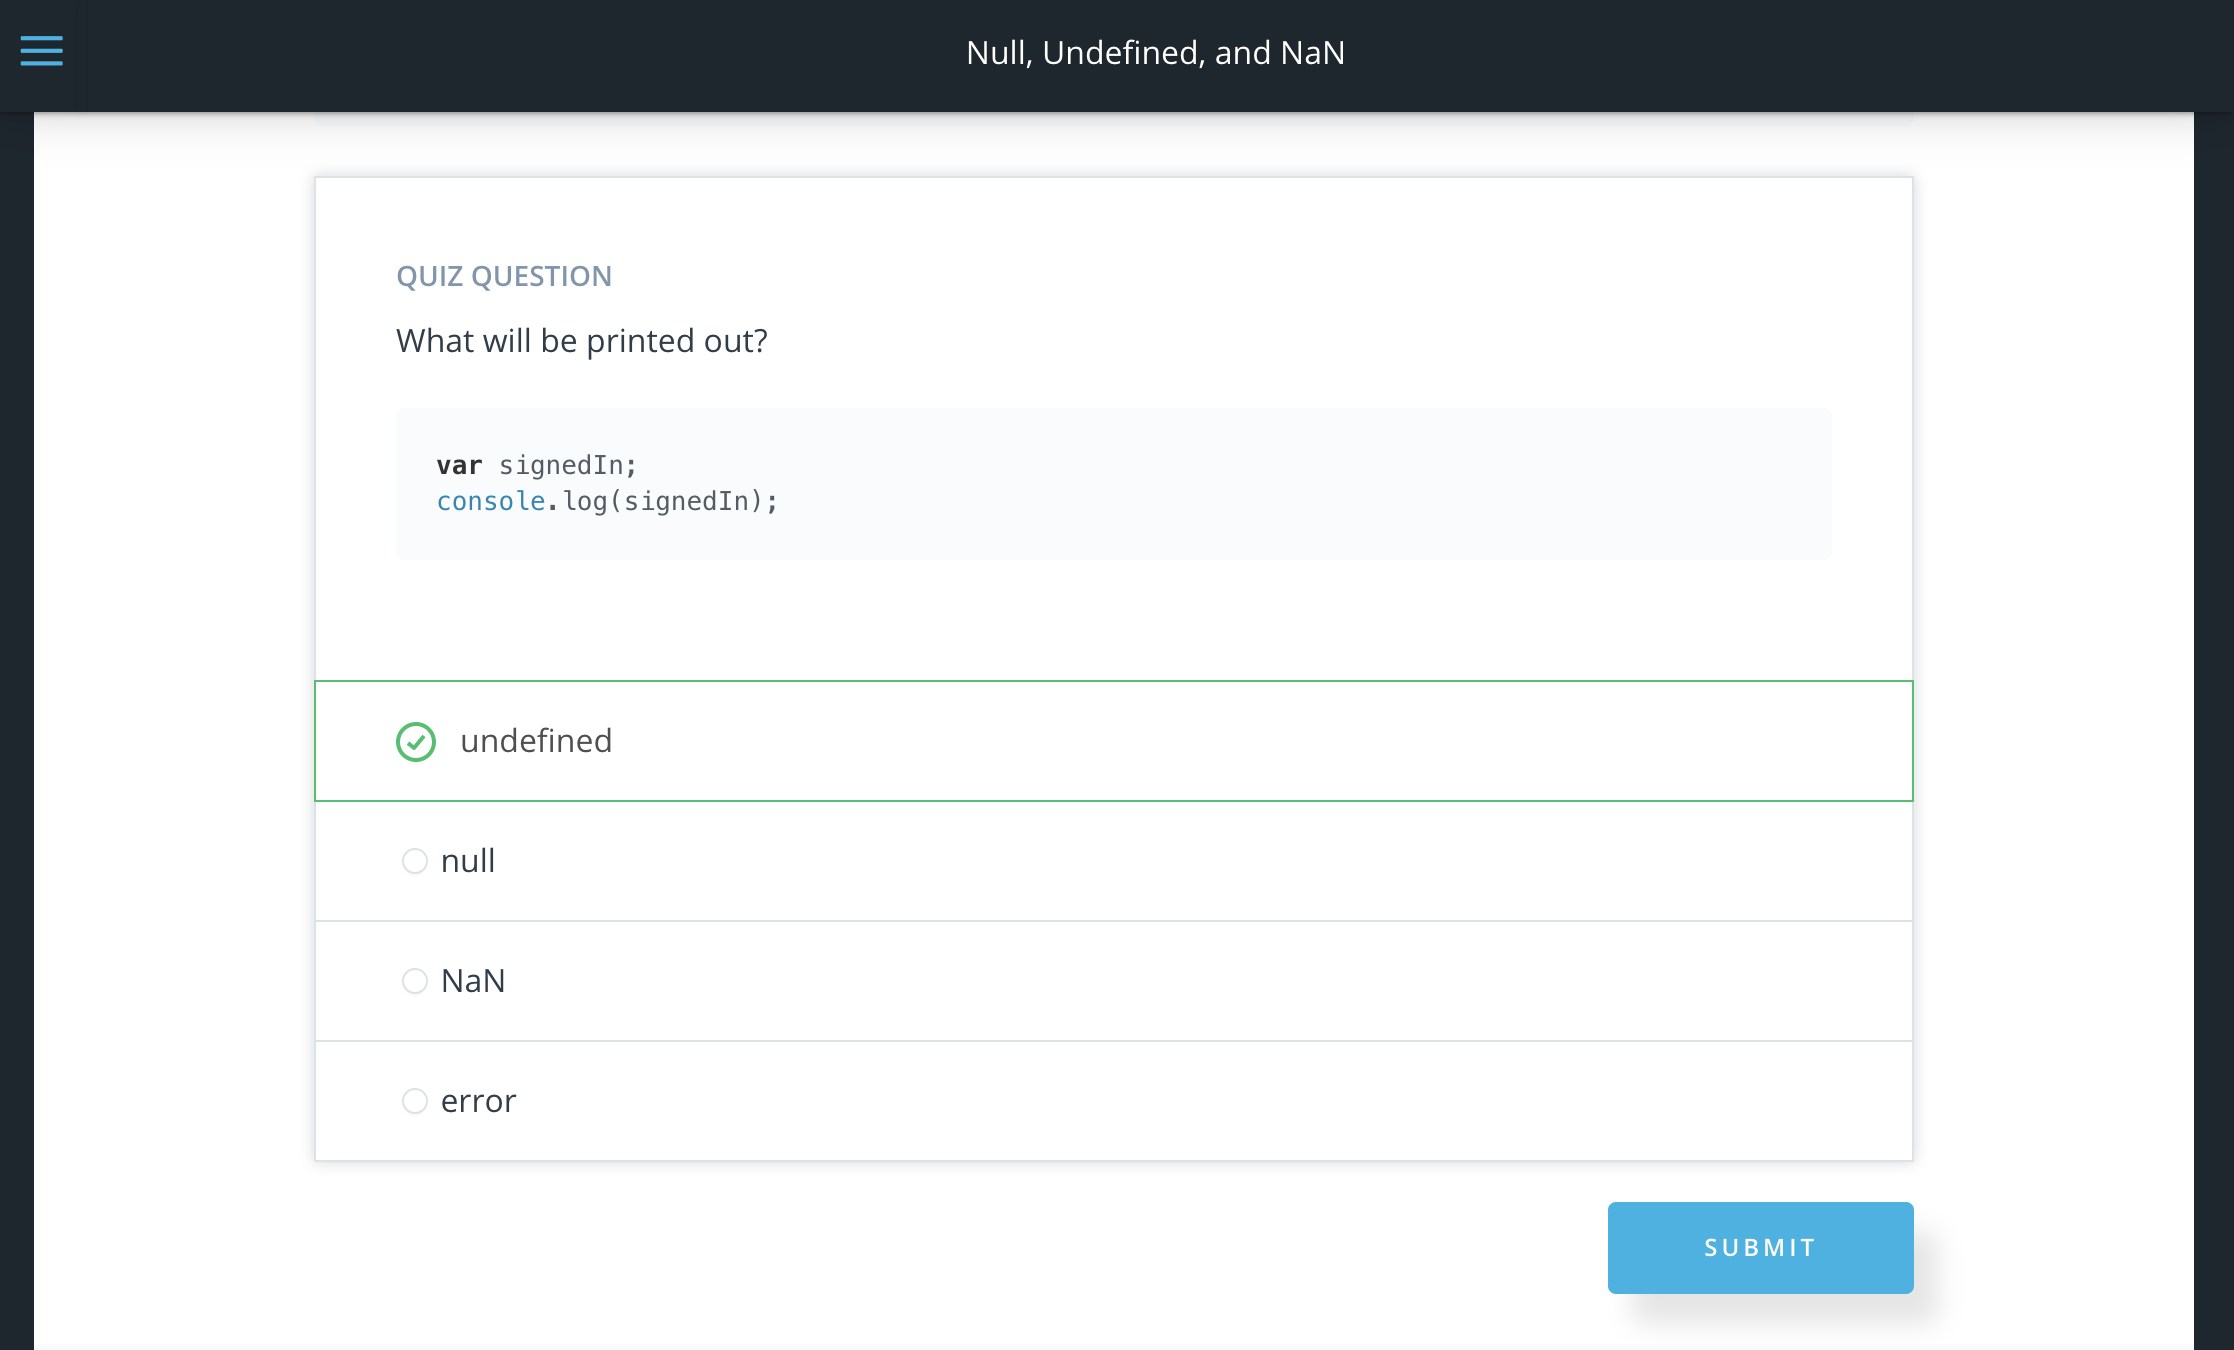 Null, Undefined, and NaN
QUIZ QUESTION
What will be printed out?
var signedIn;
console.log(signedIn);
undefined
null
NaN
error
SUBMIT